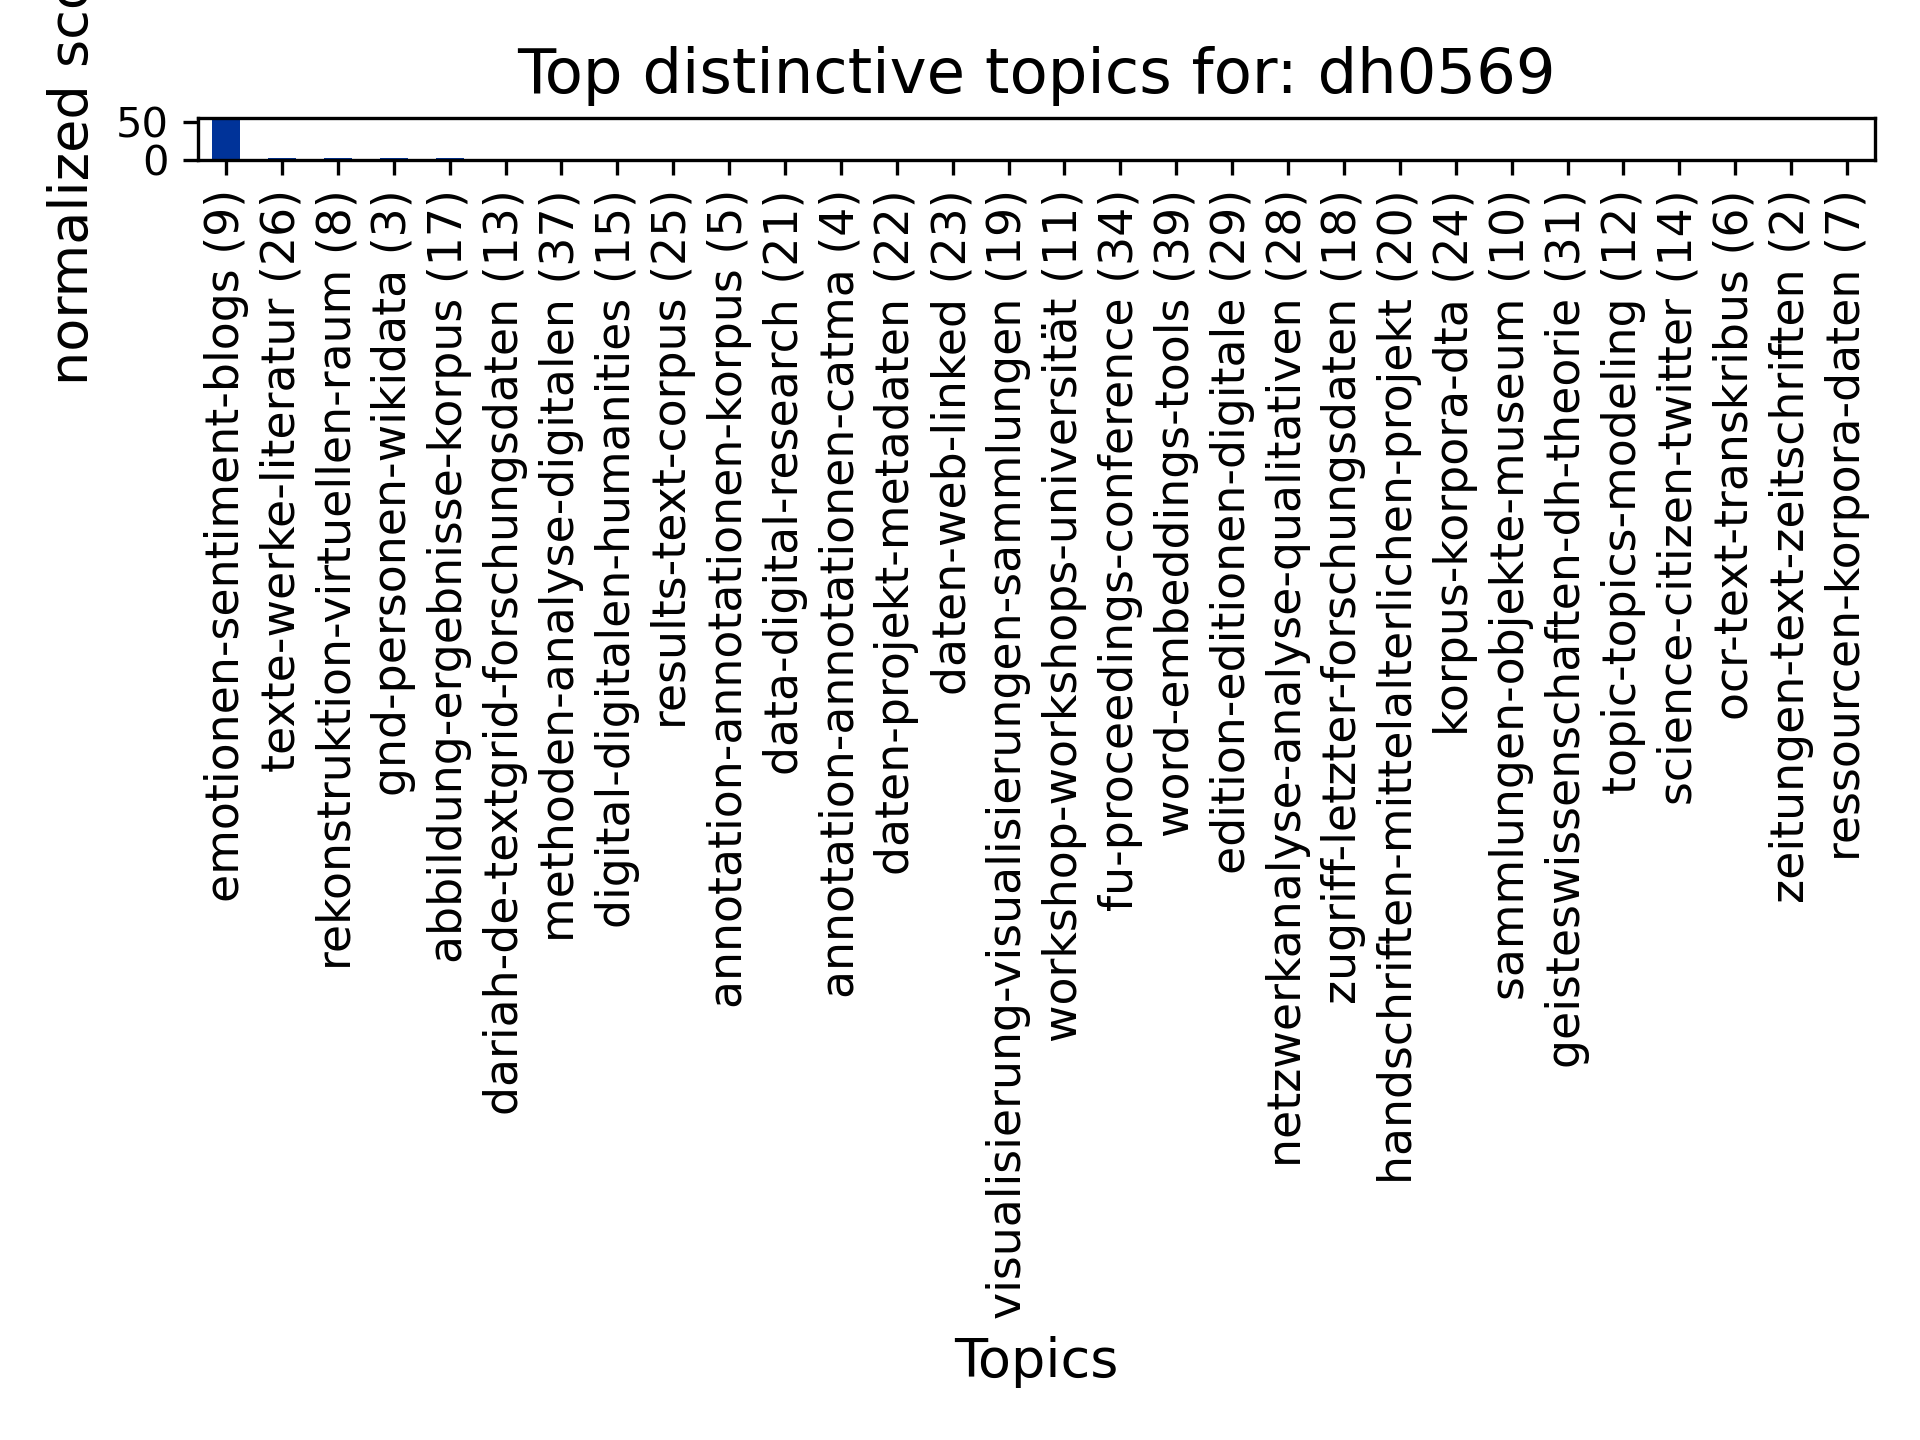 Top distinctive topics for: dh0569
normalized
50
0
emotionen-sentiment-blogs (9)
texte-werke-literatur (26)
rekonstruktion-virtuellen-raum (8)
gnd-personen-wikidata (3)
abbildung-ergebnisse-korpus (17)
dariah-de-textgrid-forschungsdaten (13)
methoden-analyse-digitalen (37)
digital-digitalen-humanities (15)
results-text-corpus (25)
annotation-annotationen-korpus (5)
data-digital-research (21)
annotation-annotationen-catma (4)
daten-projekt-metadaten (22)
daten-web-linked (23)
visualisierung-visualisierungen-sammlungen (19)
workshop-workshops-universität (11)
fu-proceedings-conference (34)
word-embeddings-tools (39)
edition-editionen-digitale (29)
netzwerkanalyse-analyse-qualitativen (28)
zugriff-letzter-forschungsdaten (18)
handschriften-mittelalterlichen-projekt (20)
korpus-korpora-dta (24)
sammlungen-objekte-museum (10)
geisteswissenschaften-dh-theorie (31)
topic-topics-modeling (12)
science-citizen-twitter (14)
ocr-text-transkribus (6)
zeitungen-text-zeitschriften (2)
ressourcen-korpora-daten (7)
Topics